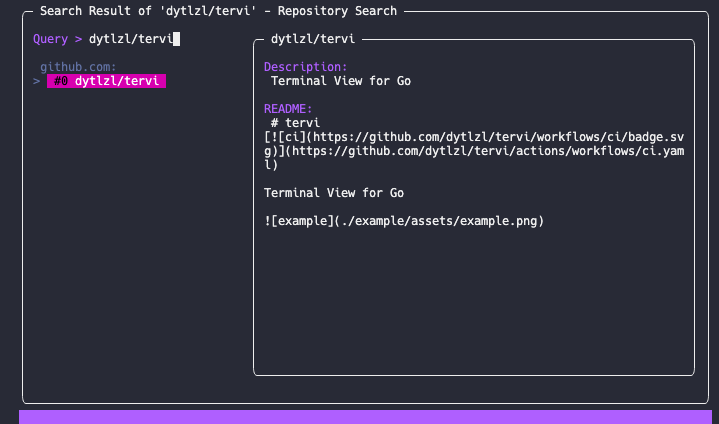 Search Result of 'dytlzl/tervi' - Repository Search
Query > dytlzl/tervi
github.com:
> #0 dytlzl/tervi
dytlzl/tervi
Description:
Terminal View for Go
README:
# tervi
[![ci](https://github.com/dytlzl/tervi/workflows/ci/badge.sv
g)](https://github.com/dytlzl/tervi/actions/workflows/ci.yam
l)
Terminal View for Go
![example](./example/assets/example.png)